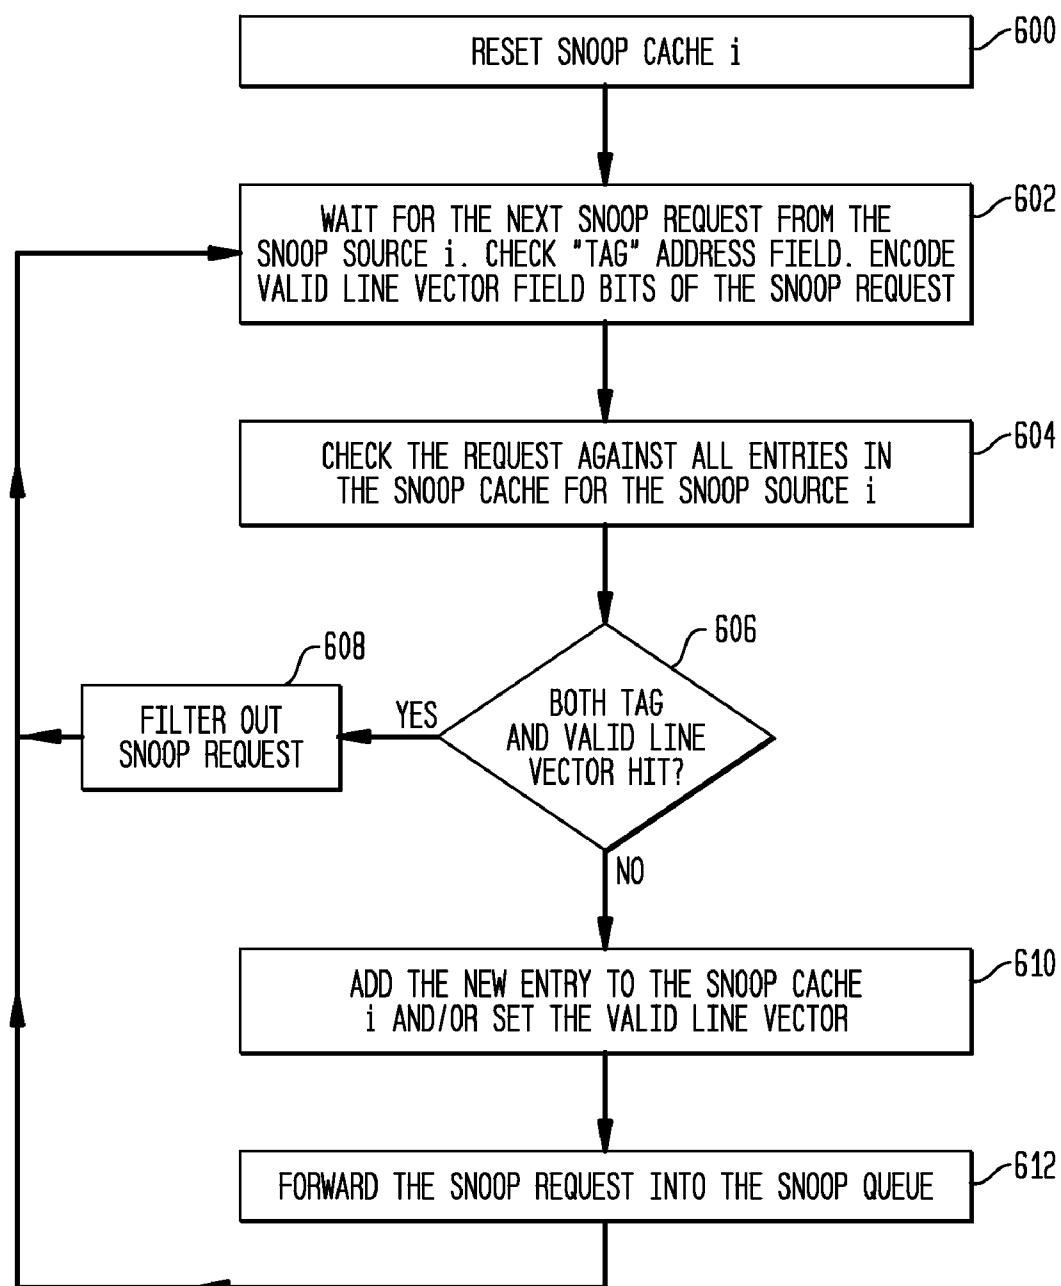 600
RESET SNOOP CACHE i
602
WAIT FOR THE NEXT SNOOP REQUEST FROM THE
SNOOP SOURCE i. CHECK "TAG" ADDRESS FIELD. ENCODE
VALID LINE VECTOR FIELD BITS OF THE SNOOP REQUEST
604
CHECK THE REQUEST AGAINST ALL ENTRIES IN
THE SNOOP CACHE FOR THE SNOOP SOURCE i
606
BOTH TAG
AND VALID LINE
VECTOR HIT?
YES
608
FILTER OUT
SNOOP REQUEST
NO
610
ADD THE NEW ENTRY TO THE SNOOP CACHE
i AND/OR SET THE VALID LINE VECTOR
612
FORWARD THE SNOOP REQUEST INTO THE SNOOP QUEUE